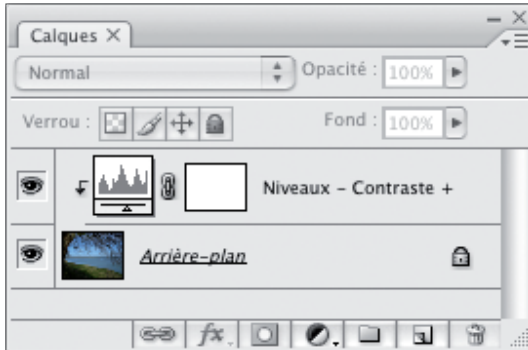 Calques ×
Normal Opacité : 100%
Verrou : Fond : 100%
Niveaux - Contraste +
Arrière-plan
fx